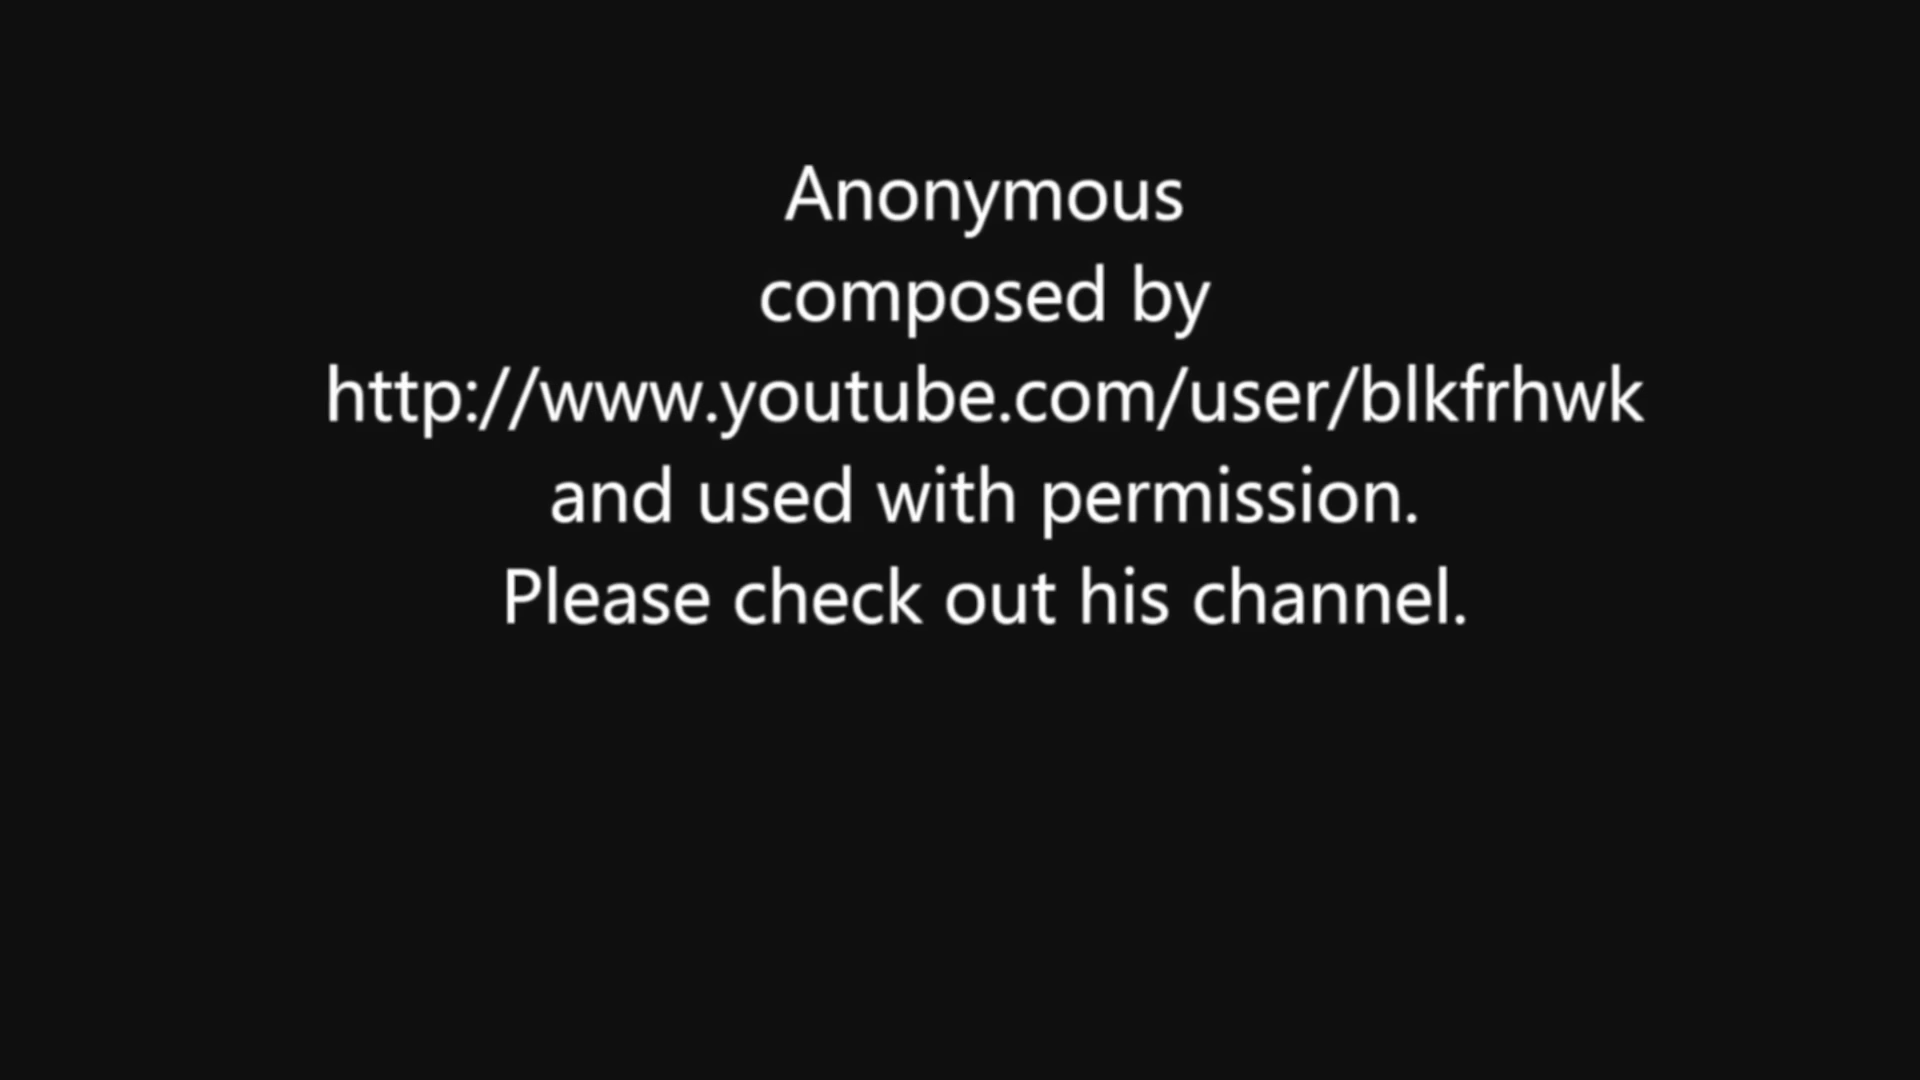 Anonymous
composed by
http://www.youtube.com/user/blkfrhwk
and used with permission.
Please check out his channel.